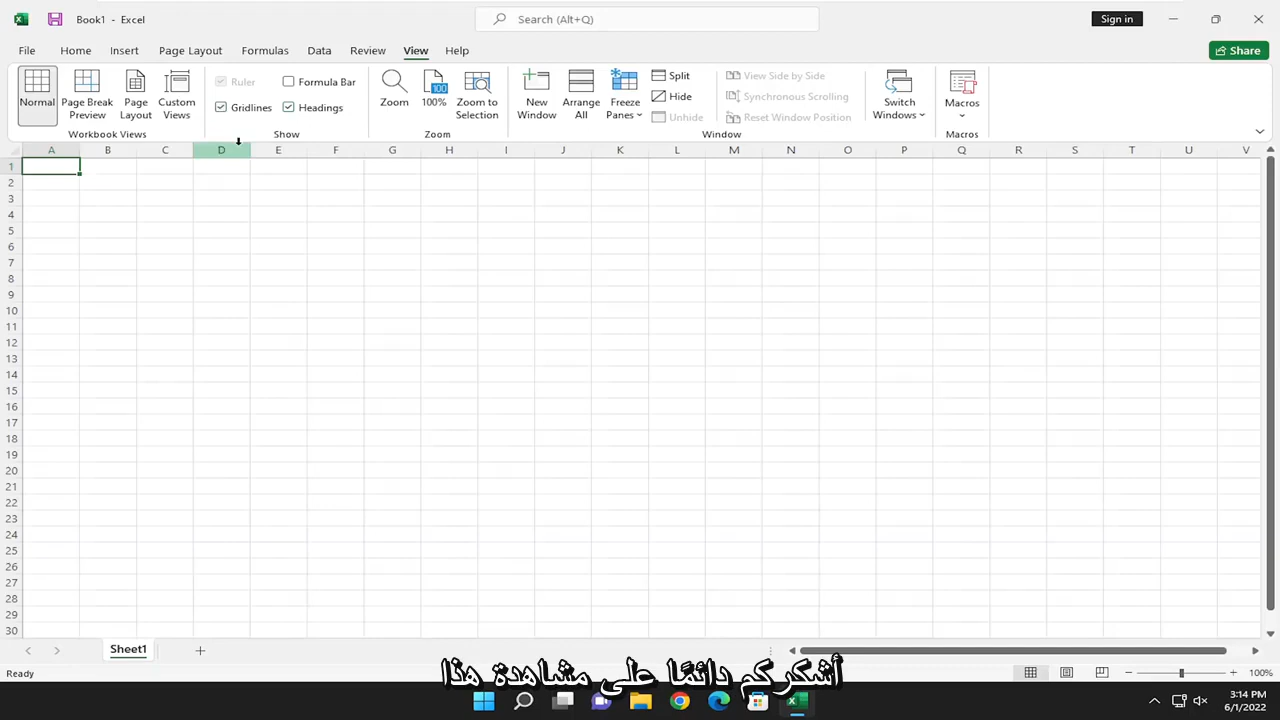 Book1 - Excel
Search (Alt+Q)
Sign in
File Home Insert Page Layout Formulas Data Review View Help
Share
Normal
Page Break Preview
Page Layout
Custom Views
Workbook Views
Ruler
Formula Bar
Gridlines
Headings
Show
Zoom
100%
Zoom to Selection
Zoom
New Window
Arrange All
Freeze Panes
Split
Hide
Unhide
View Side by Side
Synchronous Scrolling
Reset Window Position
Window
Switch Windows
Macros
Macros
A B C D E F G H I J K L M N O P Q R S T U V
1
2
3
4
5
6
7
8
9
10
11
12
13
14
15
16
17
18
19
20
21
22
23
24
25
26
27
28
29
30
Sheet1
Ready
100%
أشكركم دائمًا على مشاهدة هذا
3:14 PM
6/1/2022